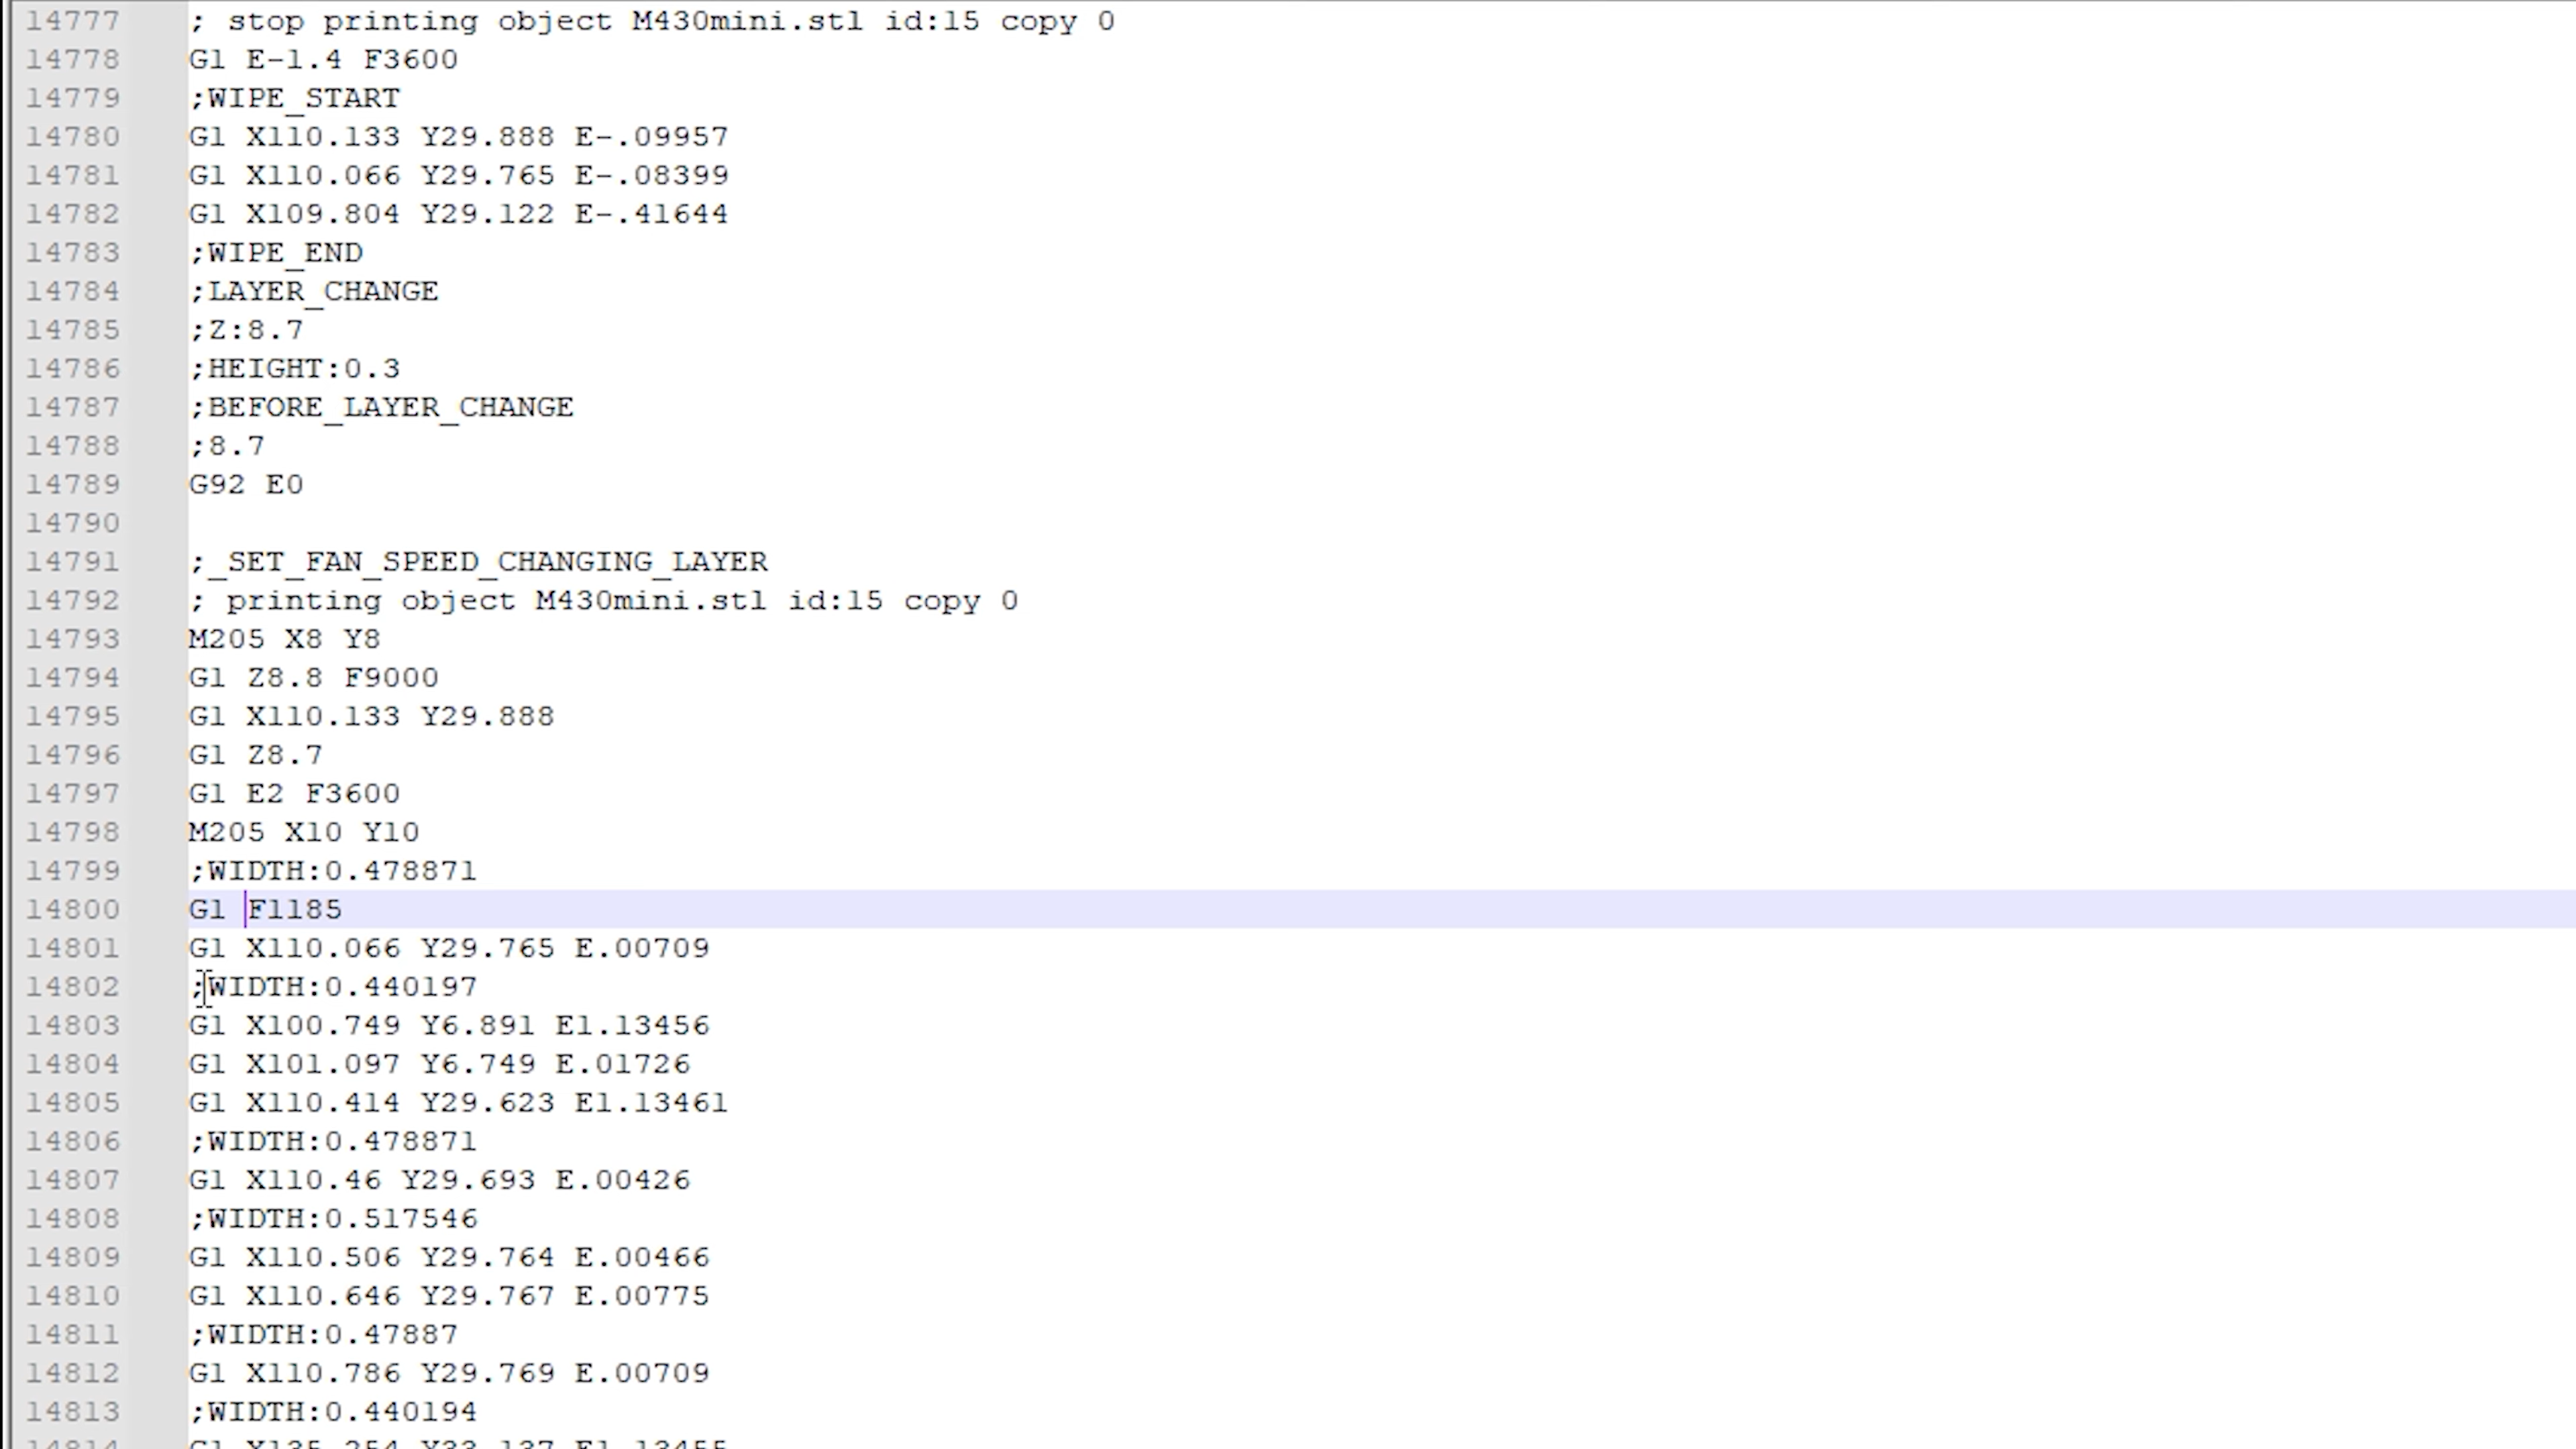 14777 ; stop printing object M430mini.stl id:15 copy 0
14778 G1 E-1.4 F3600
14779 ;WIPE_START
14780 G1 X110.133 Y29.888 E-.09957
14781 G1 X110.066 Y29.765 E-.08399
14782 G1 X109.804 Y29.122 E-.41644
14783 ;WIPE_END
14784 ;LAYER_CHANGE
14785 ;Z:8.7
14786 ;HEIGHT:0.3
14787 ;BEFORE_LAYER_CHANGE
14788 ;8.7
14789 G92 E0
14790
14791 ;_SET_FAN_SPEED_CHANGING_LAYER
14792 ; printing object M430mini.stl id:15 copy 0
14793 M205 X8 Y8
14794 G1 Z8.8 F9000
14795 G1 X110.133 Y29.888
14796 G1 Z8.7
14797 G1 E2 F3600
14798 M205 X10 Y10
14799 ;WIDTH:0.478871
14800 G1 F1185
14801 G1 X110.066 Y29.765 E.00709
14802 ;WIDTH:0.440197
14803 G1 X100.749 Y6.891 E1.13456
14804 G1 X101.097 Y6.749 E.01726
14805 G1 X110.414 Y29.623 E1.13461
14806 ;WIDTH:0.478871
14807 G1 X110.46 Y29.693 E.00426
14808 ;WIDTH:0.517546
14809 G1 X110.506 Y29.764 E.00466
14810 G1 X110.646 Y29.767 E.00775
14811 ;WIDTH:0.47887
14812 G1 X110.786 Y29.769 E.00709
14813 ;WIDTH:0.440194